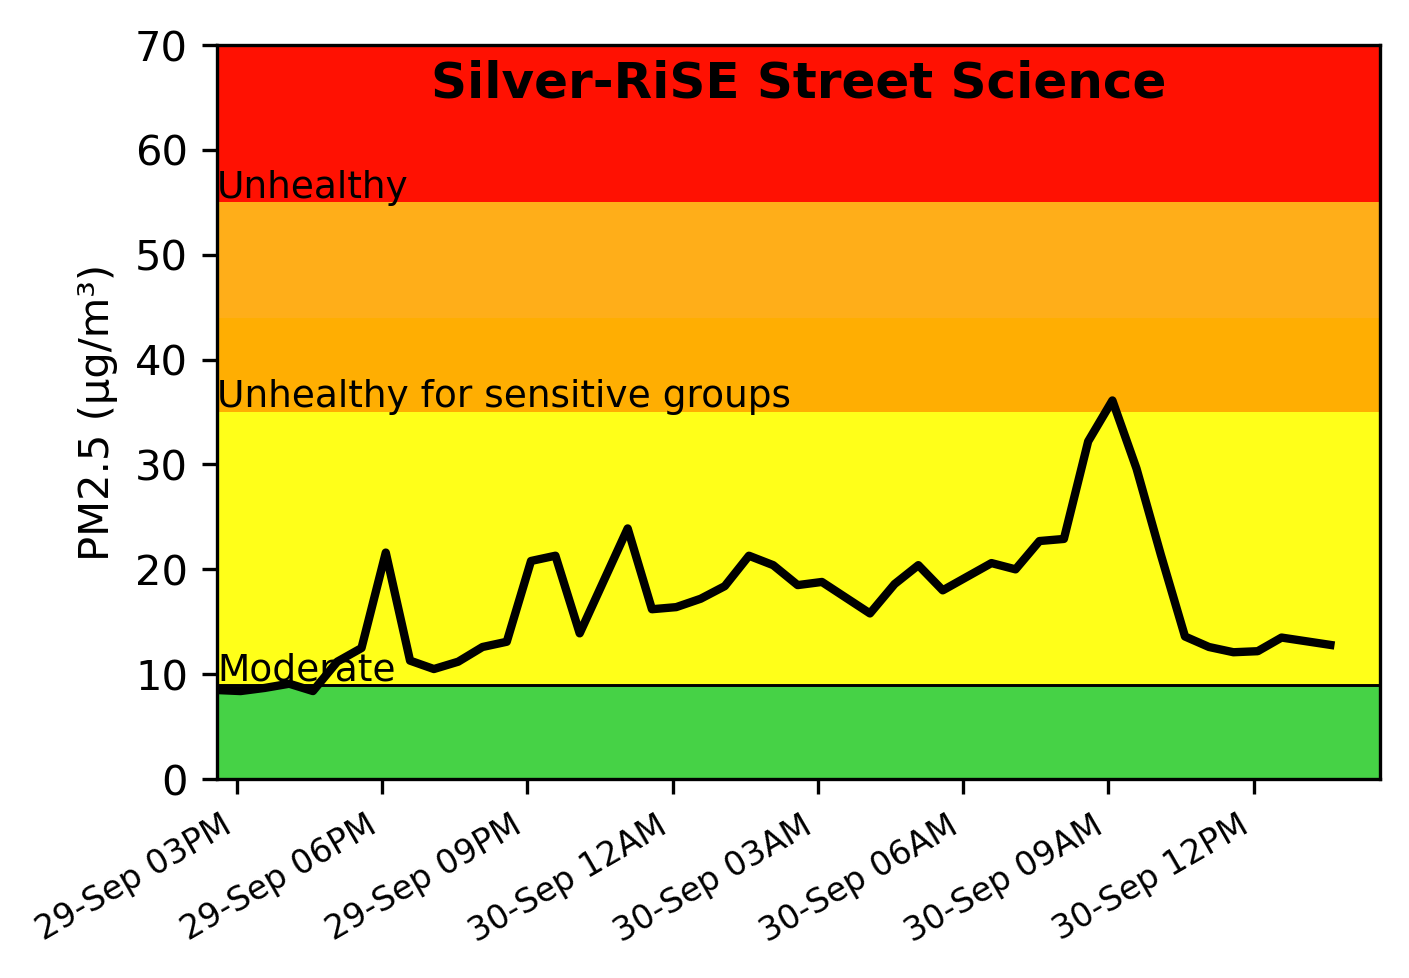 Silver-RiSE Street Science
70
60
Unhealthy
50
40
Unhealthy for sensitive groups
30
20
Moderate
10
0
PM2.5 (µg/m³)
29-Sep 03PM
29-Sep 06PM
29-Sep 09PM
30-Sep 12AM
30-Sep 03AM
30-Sep 06AM
30-Sep 09AM
30-Sep 12PM